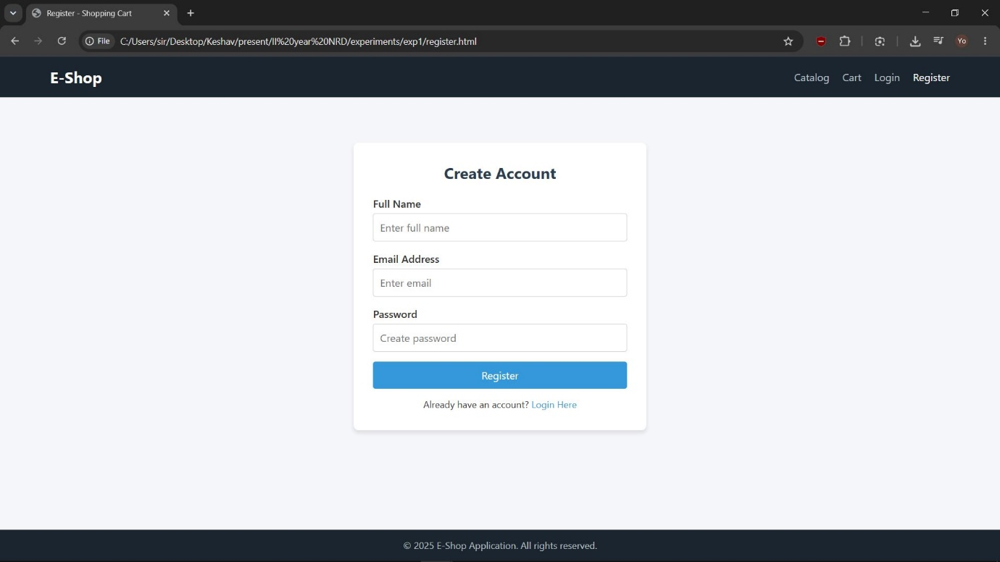 Register - Shopping Cart
File C:/Users/sir/Desktop/Keshav/present/II%20year%20NRD/experiments/exp1/register.html Yo
E-Shop Catalog Cart Login Register
Create Account
Full Name
Enter full name
Email Address
Enter email
Password
Create password
Register
Already have an account? Login Here
© 2025 E-Shop Application. All rights reserved.